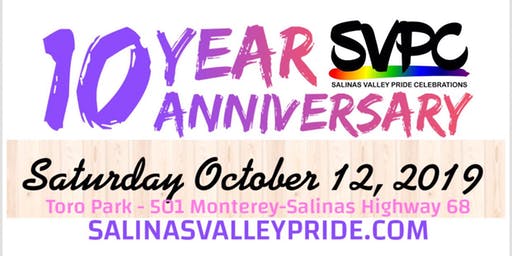 10 YEAR
ANNIVERSARY
SVPC
SALINAS VALLEY PRIDE CELEBRATIONS
Saturday October 12, 2019
Toro Park - 501 Monterey-Salinas Highway 68
SALINASVALLEYPRIDE.COM